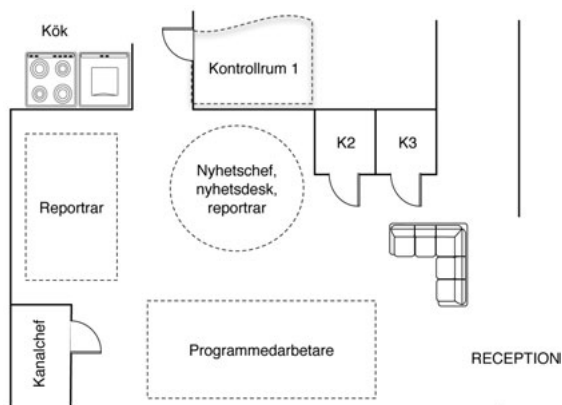 Kök
Kontrollrum 1
K2
K3
Nyhetschef,
nyhetsdesk,
reportrar
Reportrar
Kanalchef
Programmedarbetare
RECEPTION